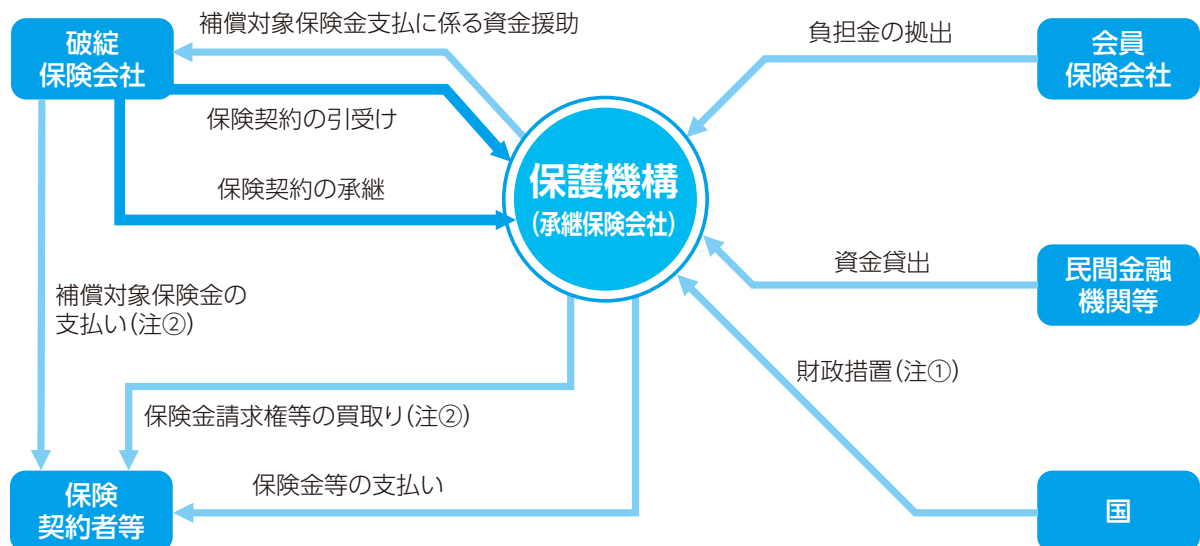 補償対象保険金支払に係る資金援助
破綻
保険会社
負担金の拠出
会員
保険会社
保険契約の引受け
保護機構
(承継保険会社)
保険契約の承継
資金貸出
民間金融
機関等
補償対象保険金の
支払い(注②)
財政措置(注①)
保険金請求権等の買取り(注②)
保険金等の支払い
保険
契約者等
国